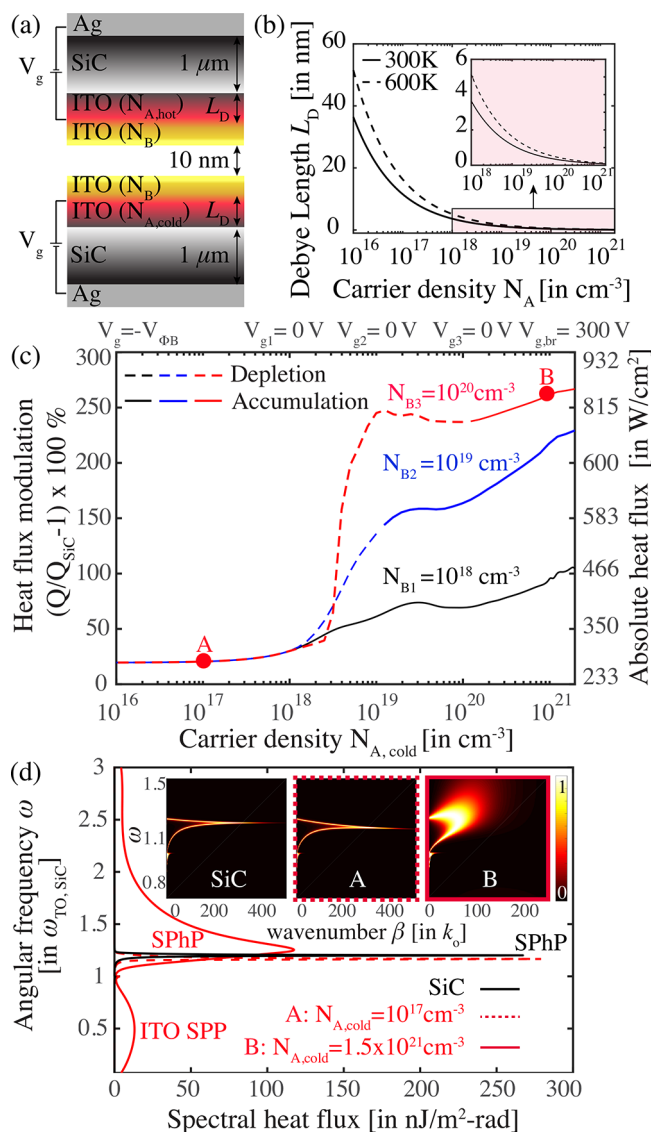 (a)
Ag
SiC
1 μm
V_g
ITO (N_A,hot)
L_D
ITO (N_B)
10 nm
ITO (N_B)
ITO (N_A,cold)
L_D
V_g
SiC
1 μm
Ag
(b)
Debye Length L_D [in nm]
60
40
20
0
300K
600K
6
4
2
0
10^18 10^19 10^20 10^21
10^16 10^17 10^18 10^19 10^20 10^21
Carrier density N_A [in cm^-3]
V_g=-V_ΦB V_g1= 0 V V_g2= 0 V V_g3= 0 V V_g,br= 300 V
(c)
Heat flux modulation
(Q/Q_SiC-1) x 100 %
300
250
200
150
100
50
0
Depletion
Accumulation
A
B
N_B3=10^20cm^-3
N_B2=10^19 cm^-3
N_B1=10^18 cm^-3
932
815
600
583
466
350
233
Absolute heat flux [in W/cm^2]
10^16 10^17 10^18 10^19 10^20 10^21
Carrier density N_A, cold [in cm^-3]
(d)
Angular frequency ω
[in ω_TO, SiC]
3
2.5
2
1.5
1
0.5
ω
1.5
1.1
0.8
SiC
A
B
0 200 400
0 200 400
0 200
1
0
wavenumber β [in k_o]
SPhP
SPhP
ITO SPP
SiC
A: N_A,cold=10^17cm^-3
B: N_A,cold=1.5x10^21cm^-3
0 50 100 150 200 250 300
Spectral heat flux [in nJ/m^2-rad]